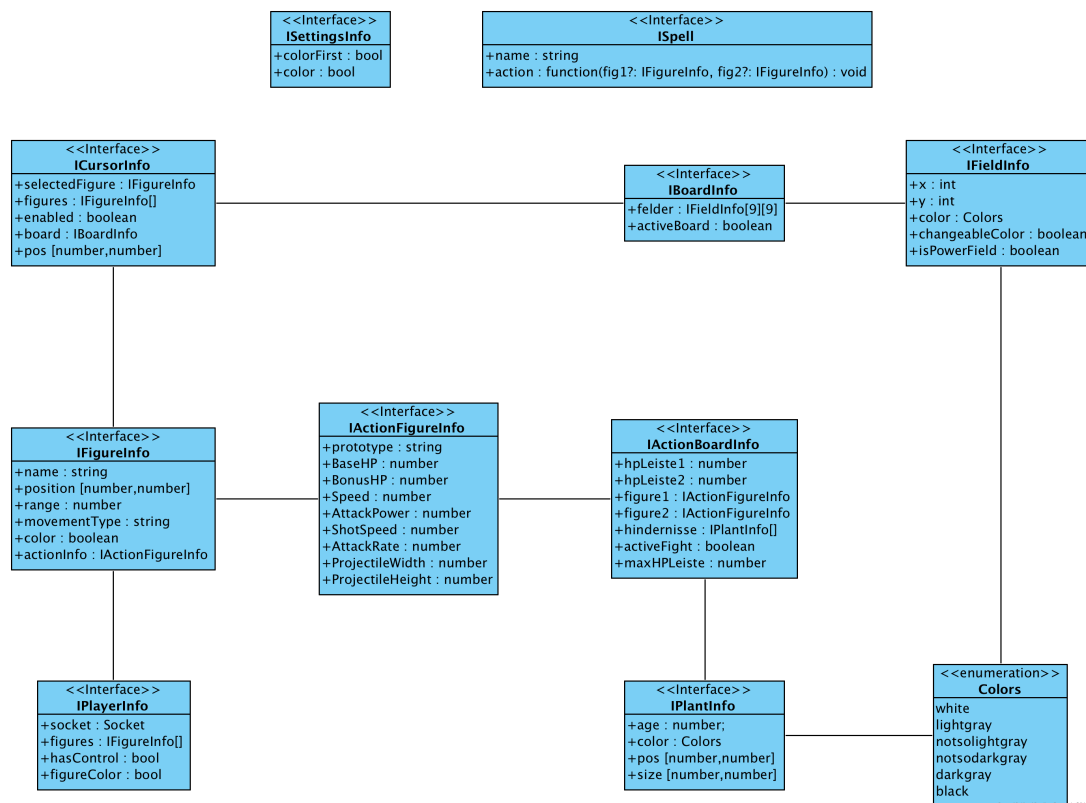 <<Interface>>
ISettingsInfo
+colorFirst : bool
+color : bool
<<Interface>>
ISpell
+name : string
+action : function(fig1?: IFigureInfo, fig2?: IFigureInfo) : void
<<Interface>>
ICursorInfo
+selectedFigure : IFigureInfo
+figures : IFigureInfo[]
+enabled : boolean
+board : IBoardInfo
+pos [number,number]
<<Interface>>
IBoardInfo
+felder : IFieldInfo[9][9]
+activeBoard : boolean
<<Interface>>
IFieldInfo
+x : int
+y : int
+color : Colors
+changeableColor : boolean
+isPowerField : boolean
<<Interface>>
IFigureInfo
+name : string
+position [number,number]
+range : number
+movementType : string
+color : boolean
+actionInfo : IActionFigureInfo
<<Interface>>
IActionFigureInfo
+prototype : string
+BaseHP : number
+BonusHP : number
+Speed : number
+AttackPower : number
+ShotSpeed : number
+AttackRate : number
+ProjectileWidth : number
+ProjectileHeight : number
<<Interface>>
IActionBoardInfo
+hpLeiste1 : number
+hpLeiste2 : number
+figure1 : IActionFigureInfo
+figure2 : IActionFigureInfo
+hindernisse : IPlantInfo[]
+activeFight : boolean
+maxHPLeiste : number
<<Interface>>
IPlayerInfo
+socket : Socket
+figures : IFigureInfo[]
+hasControl : bool
+figureColor : bool
<<Interface>>
IPlantInfo
+age : number;
+color : Colors
+pos [number,number]
+size [number,number]
<<enumeration>>
Colors
white
lightgray
notsolightgray
notsodarkgray
darkgray
black